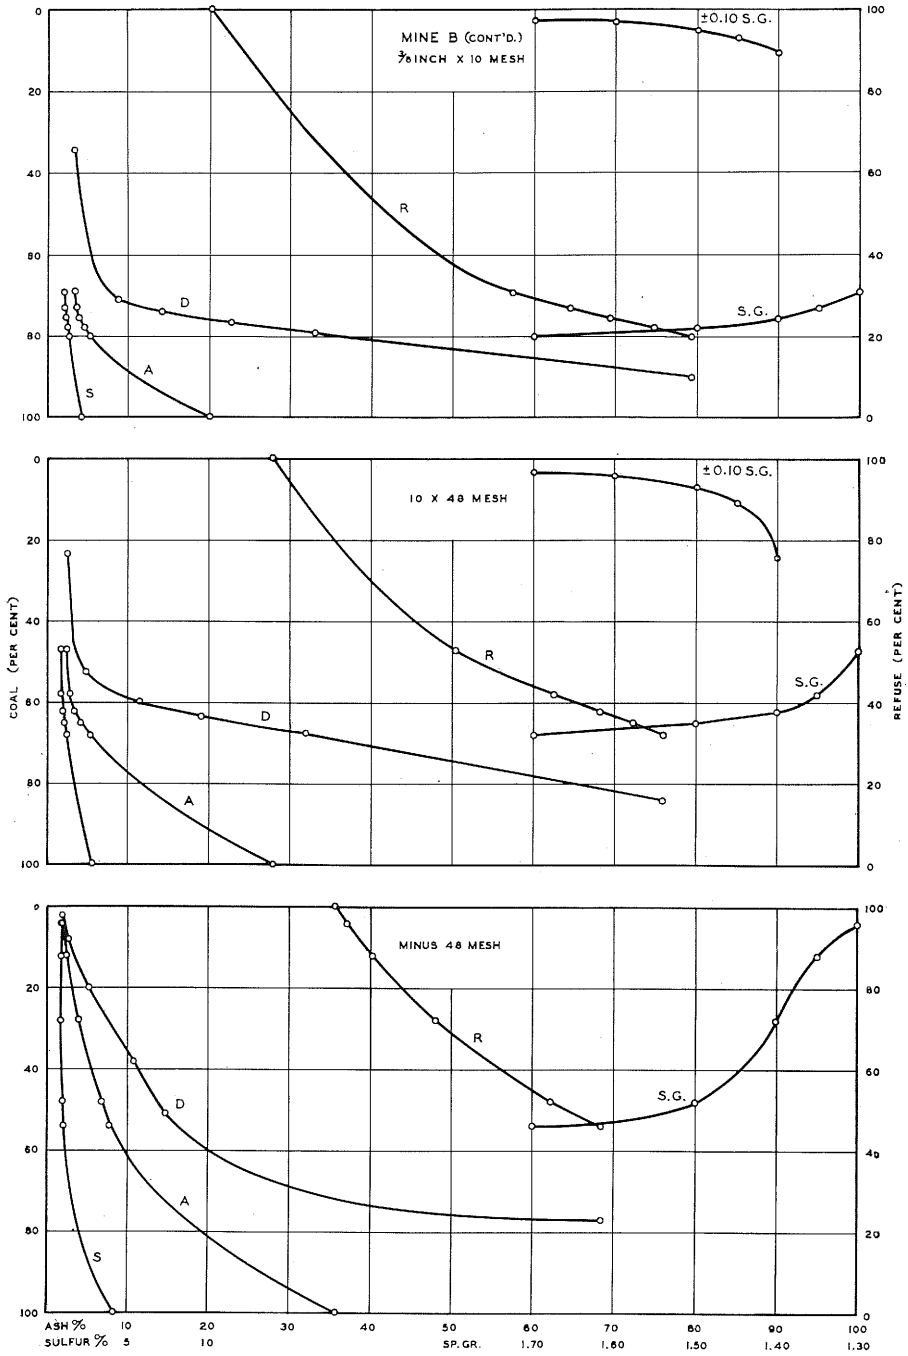 0 100
MINE B (CONT'D.)
3/8 INCH X 10 MESH
±0.10 S.G.
20 80
40 60
R
60 40
D
S.G.
80 20
A
S
100 0
0 100
10 X 48 MESH
±0.10 S.G.
20 80
40 60
R
S.G.
60 40
D
80 20
A
100 0
COAL (PER CENT)
REFUSE (PER CENT)
0 100
MINUS 48 MESH
20 80
R
40 60
S.G.
D
60 40
A
80 20
S
100 0
ASH % 10 20 30 40 50 60 70 80 90 100
SULFUR % 5 10 SP.GR. 1.70 1.60 1.50 1.40 1.30